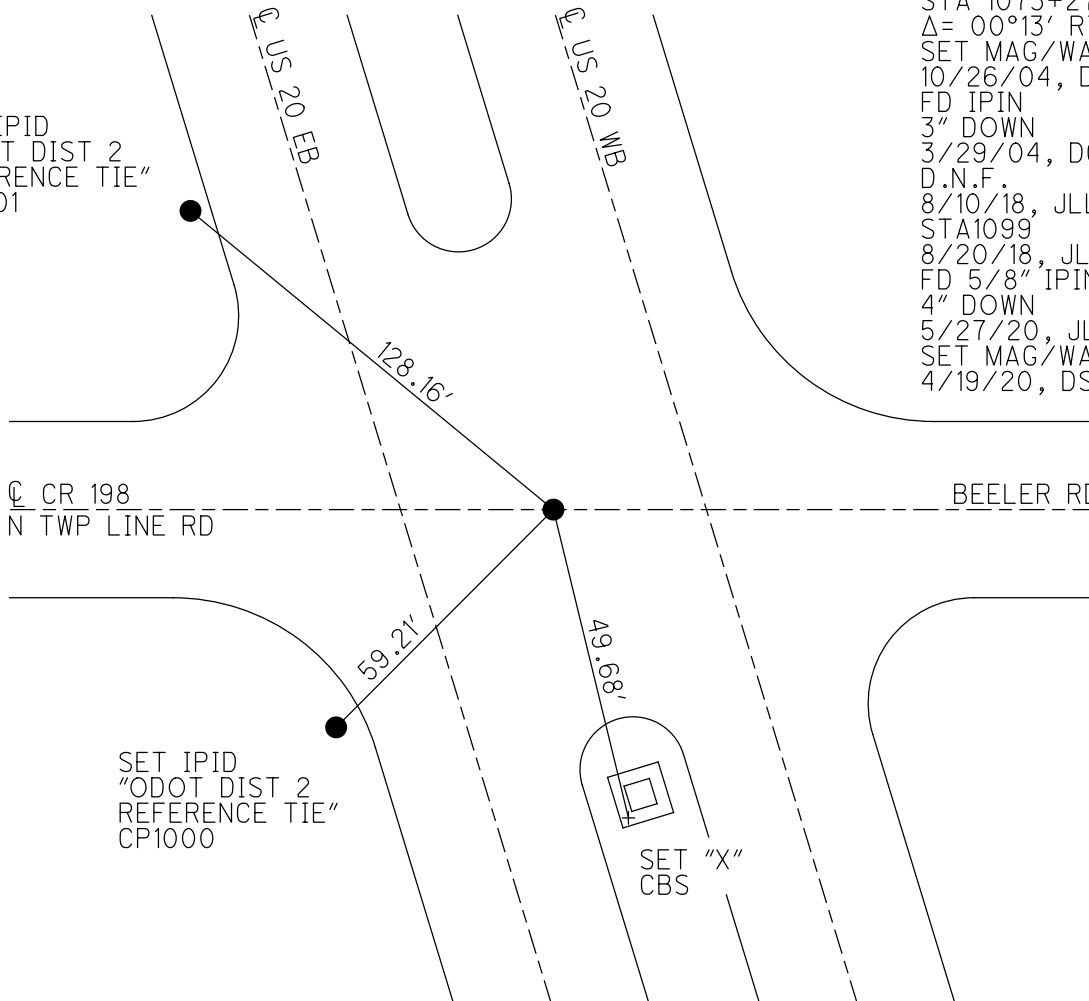 ℄ US 20 EB
℄ US 20 WB
IPID
T DIST 2
RENCE TIE"
01
STA 1075+2
Δ= 00°13' R
SET MAG/WA
10/26/04, D
FD IPIN
3" DOWN
3/29/04, D
D.N.F.
8/10/18, JLL
STA1099
8/20/18, JL
FD 5/8" IPIN
4" DOWN
5/27/20, JL
SET MAG/WA
4/19/20, DS
128.16'
℄ CR 198
N TWP LINE RD
BEELER RD
59.21'
49.68'
SET IPID
"ODOT DIST 2
REFERENCE TIE"
CP1000
SET "X"
CBS